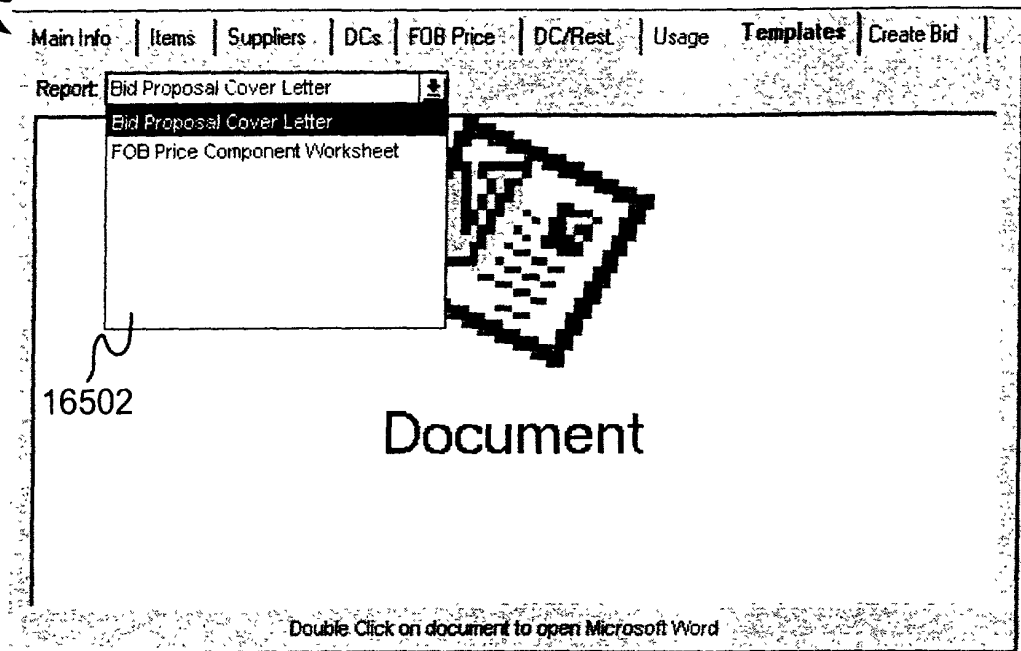 Main Info Items Suppliers DCs FOB Price DC/Rest. Usage Templates Create Bid
Report: Bid Proposal Cover Letter
Bid Proposal Cover Letter
FOB Price Component Worksheet
16502
Document
Double Click on document to open Microsoft Word